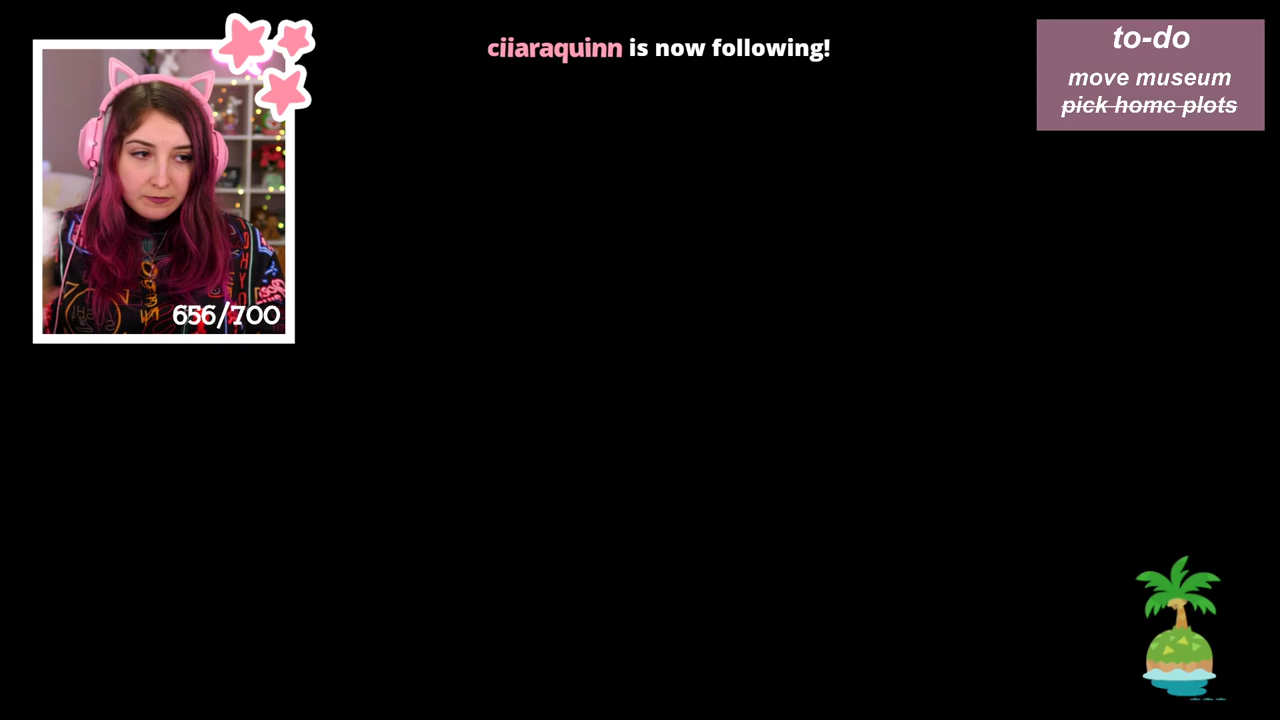 ciiaraquinn is now following!
to-do
move museum
pick home plots
656/700